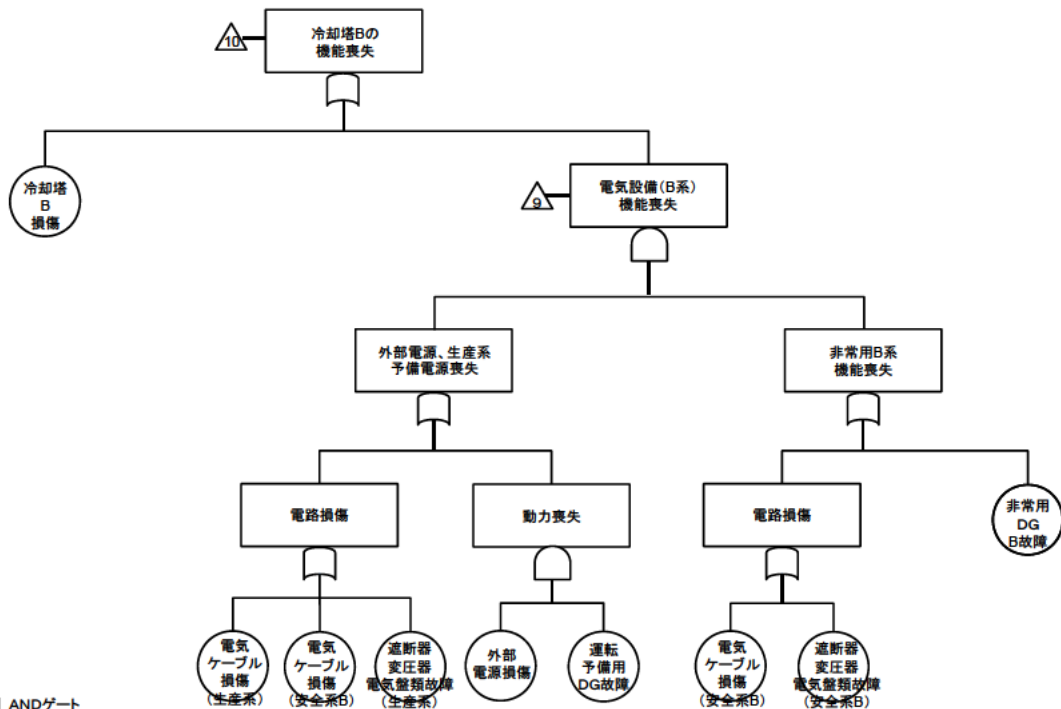 冷却塔Bの
機能喪失
10
冷却塔
B
損傷
電気設備(B系)
機能喪失
9
外部電源、生産系
予備電源喪失
非常用B系
機能喪失
電路損傷
動力喪失
電路損傷
非常用
DG
B故障
電気
ケーブル
損傷
(生産系)
電気
ケーブル
損傷
(安全系B)
遮断器
変圧器
電気盤類故障
(生産系)
外部
電源損傷
運転
予備用
DG故障
電気
ケーブル
損傷
(安全系B)
遮断器
変圧器
電気盤類故障
(安全系B)
ANDゲート